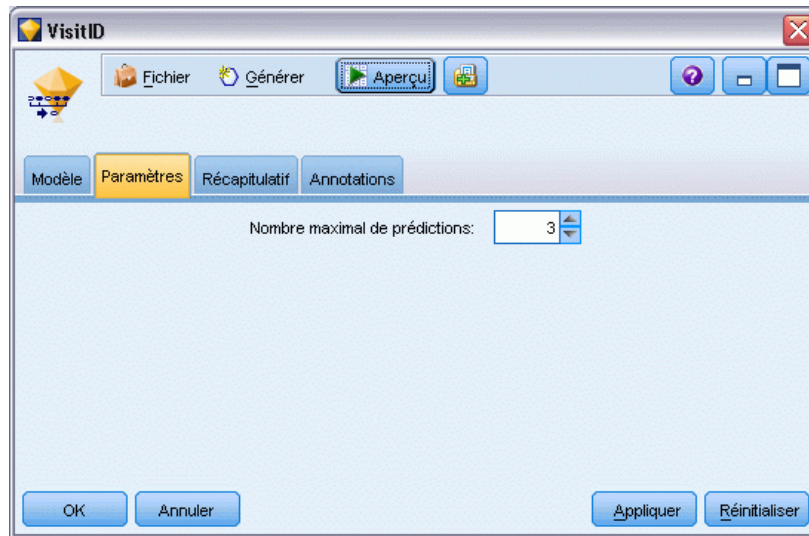 VisitID
Fichier Générer Aperçu
Modèle Paramètres Récapitulatif Annotations
Nombre maximal de prédictions: 3
OK Annuler Appliquer Réinitialiser